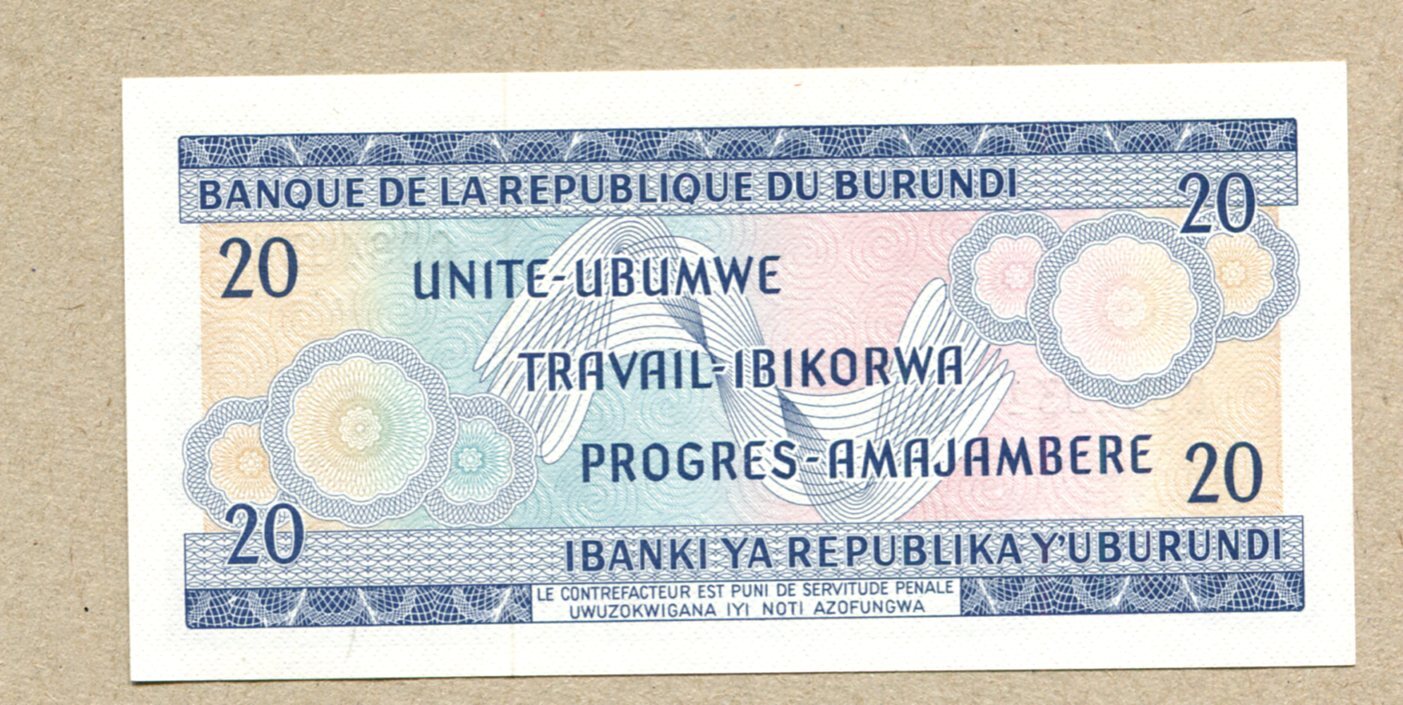 BANQUE DE LA REPUBLIQUE DU BURUNDI
20
20
UNITE-UBUMWE
TRAVAIL-IBIKORWA
PROGRES-AMAJAMBERE
20
20
IBANKI YA REPUBLIKA Y'UBURUNDI
LE CONTREFACTEUR EST PUNI DE SERVITUDE PENALE
UWUZOKWIGANA IYI NOTI AZOFUNGWA